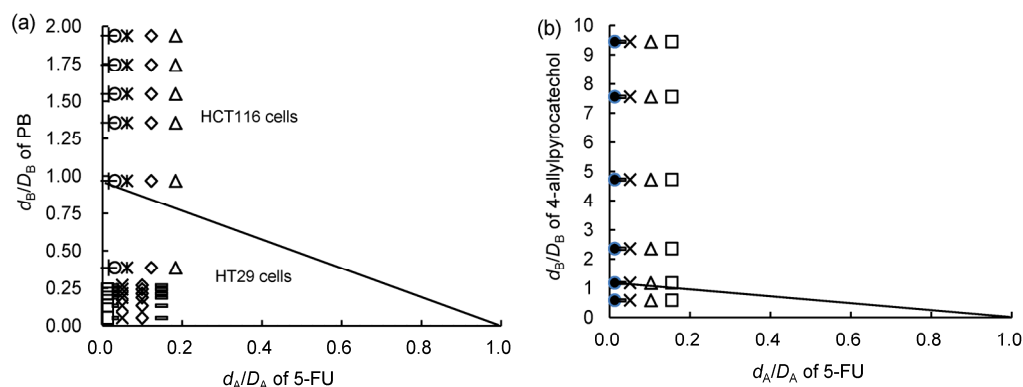 (a)
2.00
1.75
1.50
1.25
1.00
0.75
0.50
0.25
0.00
dB/DB of PB
HCT116 cells
HT29 cells
0.0 0.2 0.4 0.6 0.8 1.0
dA/DA of 5-FU
(b)
10
9
8
7
6
5
4
3
2
1
0
dB/DB of 4-allylpyrocatechol
0.0 0.2 0.4 0.6 0.8 1.0
dA/DA of 5-FU